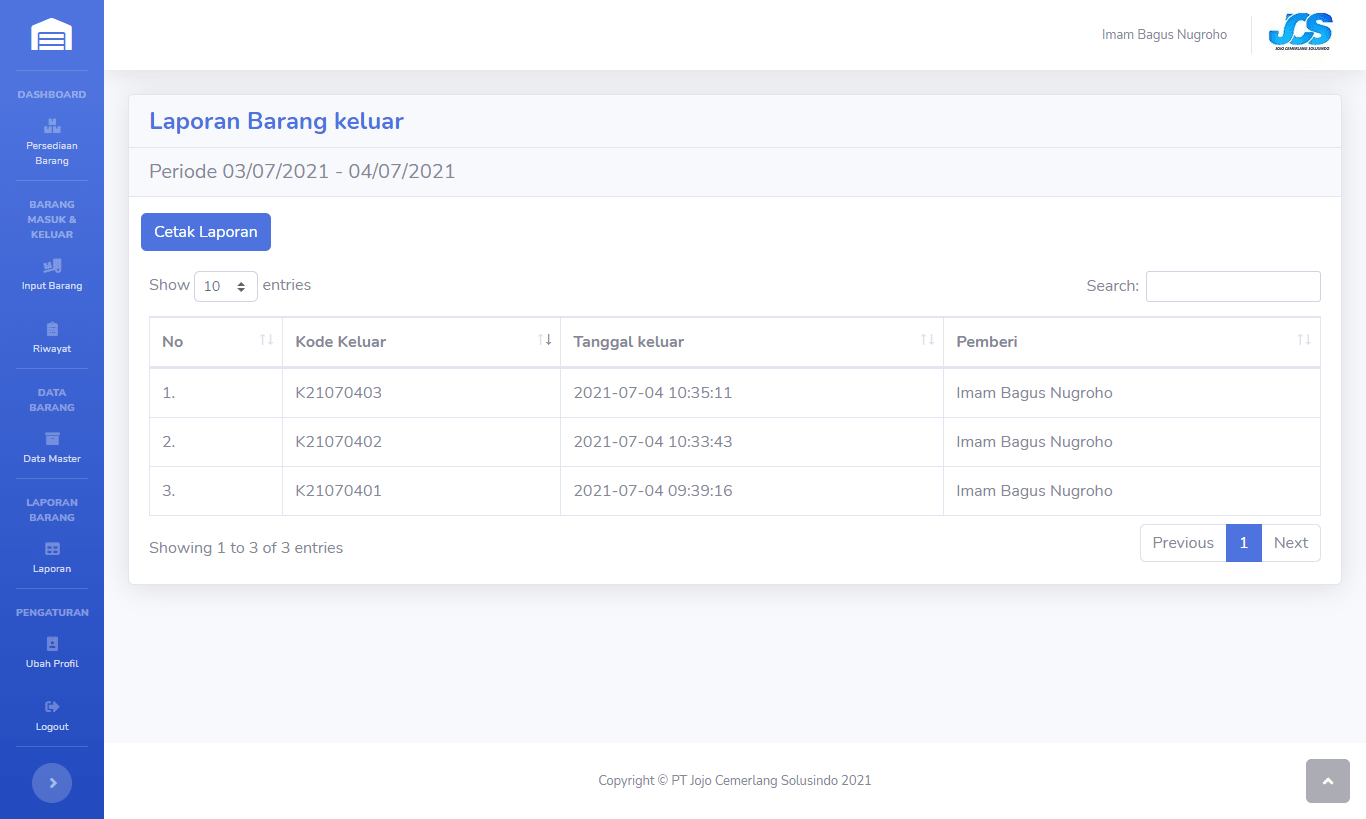 Imam Bagus Nugroho
JCS
JOJO CEMERLANG SOLUSINDO
DASHBOARD
Persediaan
Barang
BARANG
MASUK &
KELUAR
Input Barang
Riwayat
DATA
BARANG
Data Master
LAPORAN
BARANG
Laporan
PENGATURAN
Ubah Profil
Logout
Laporan Barang keluar
Periode 03/07/2021 - 04/07/2021
Cetak Laporan
Show 10 entries
Search:
No Kode Keluar Tanggal keluar Pemberi
1. K21070403 2021-07-04 10:35:11 Imam Bagus Nugroho
2. K21070402 2021-07-04 10:33:43 Imam Bagus Nugroho
3. K21070401 2021-07-04 09:39:16 Imam Bagus Nugroho
Showing 1 to 3 of 3 entries
Previous 1 Next
Copyright © PT Jojo Cemerlang Solusindo 2021